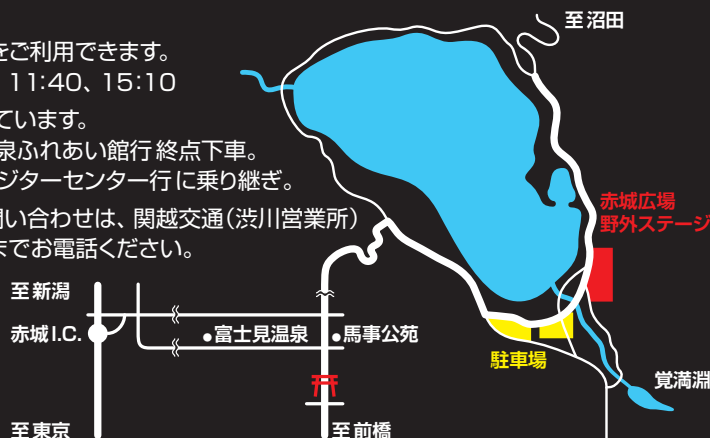 をご利用できます。
11:40、15:10
ています。
泉ふれあい館行 終点下車。
ジターセンター行 に乗り継ぎ。
問い合わせは、関越交通(渋川営業所)
までお電話ください。
至沼田
赤城広場
野外ステージ
至新潟
赤城I.C.
●富士見温泉
●馬事公苑
駐車場
覚満淵
至東京
至前橋